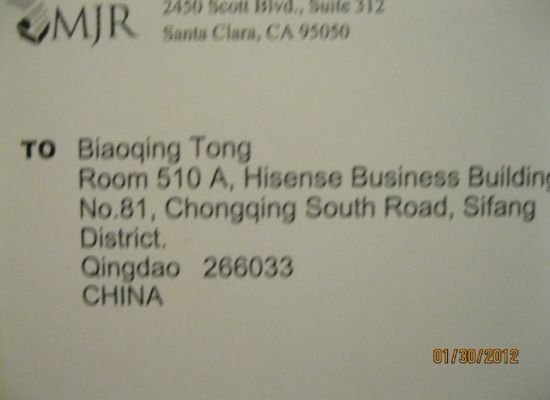 MJR
2450 Scott Blvd., Suite 312
Santa Clara, CA 95050
TO Biaoqing Tong
Room 510 A, Hisense Business Building
No.81, Chongqing South Road, Sifang
District.
Qingdao 266033
CHINA
01/30/2012